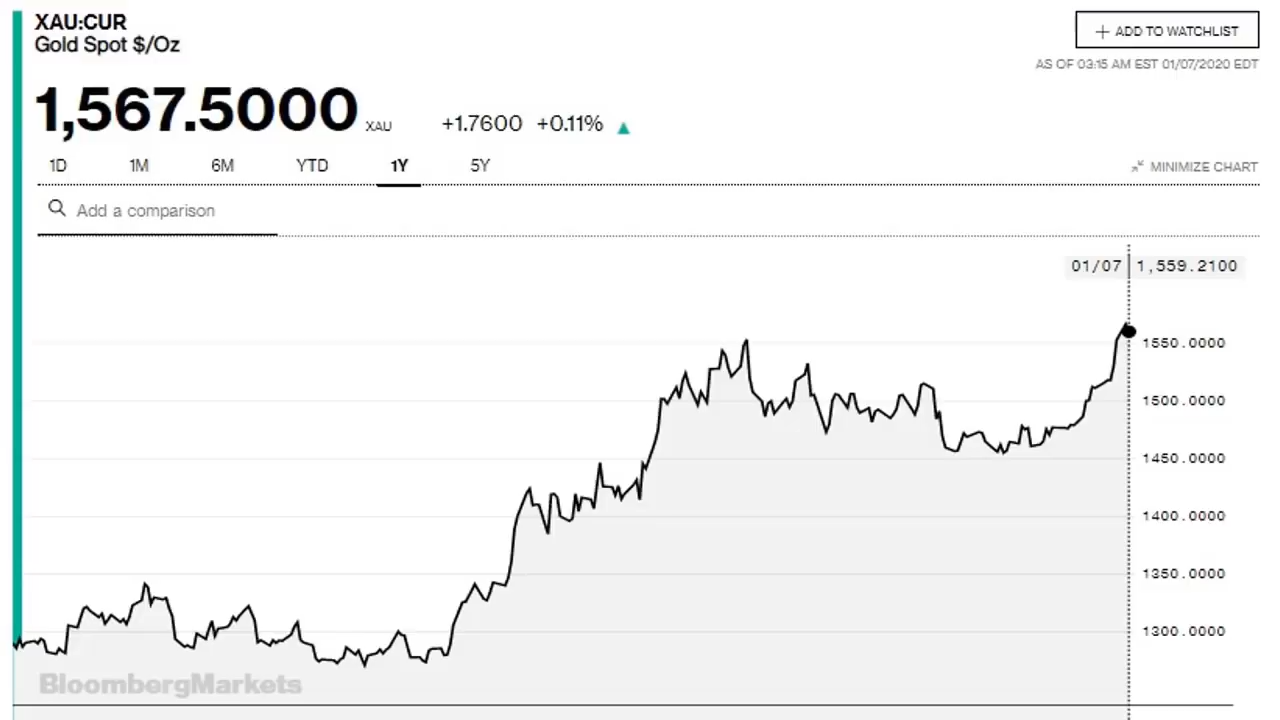 XAU:CUR
Gold Spot $/Oz
+ ADD TO WATCHLIST
AS OF 03:15 AM EST 01/07/2020 EDT
1,567.5000 XAU +1.7600 +0.11%
1D 1M 6M YTD 1Y 5Y
MINIMIZE CHART
Add a comparison
01/07 1,559.2100
1550.0000
1500.0000
1450.0000
1400.0000
1350.0000
1300.0000
BloombergMarkets